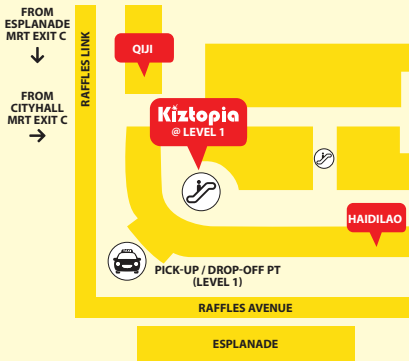 FROM
ESPLANADE
MRT EXIT C
FROM
CITYHALL
MRT EXIT C
RAFFLES LINK
QIJI
Kiztopia
@ LEVEL 1
HAIDILAO
TAXI
PICK-UP / DROP-OFF PT
(LEVEL 1)
RAFFLES AVENUE
ESPLANADE